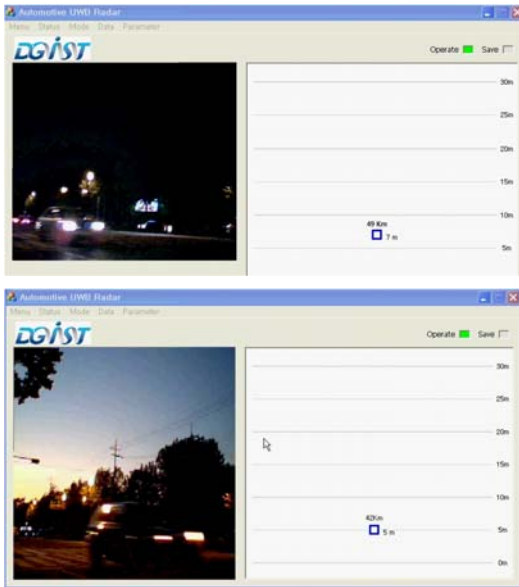 Automotive UWB Radar
Menu Status Mode Data Parameter
DGIST
Operate Save
30m
25m
20m
15m
10m
49 Km
7 m
5m
Automotive UWB Radar
Menu Status Mode Data Parameter
DGIST
Operate Save
30m
25m
20m
15m
10m
42Km
5 m
5m
0m